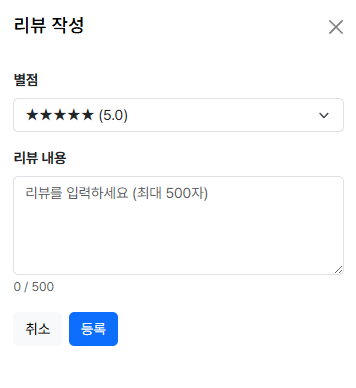 리뷰 작성
별점
★★★★★ (5.0)
리뷰 내용
리뷰를 입력하세요 (최대 500자)
0 / 500
취소 등록